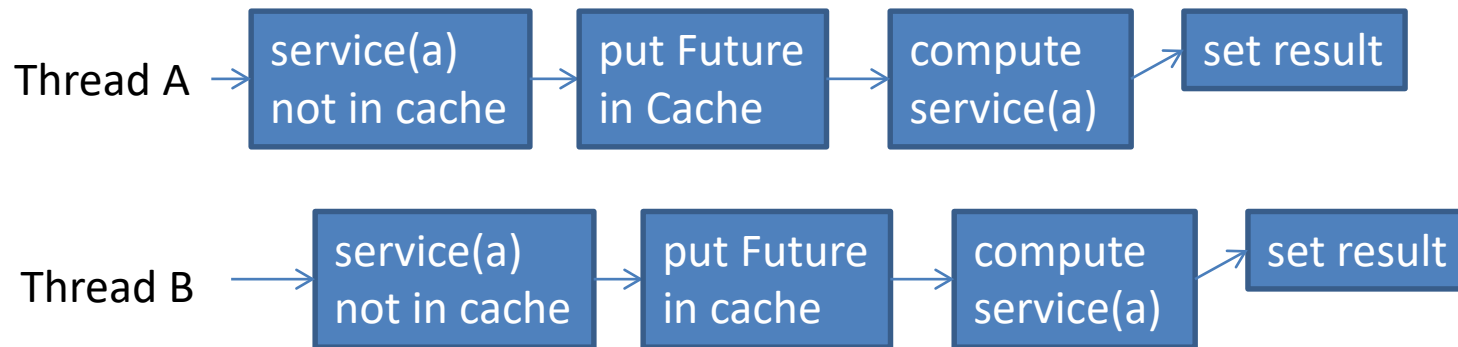 Thread A
service(a)
not in cache
put Future
in Cache
compute
service(a)
set result
Thread B
service(a)
not in cache
put Future
in cache
compute
service(a)
set result